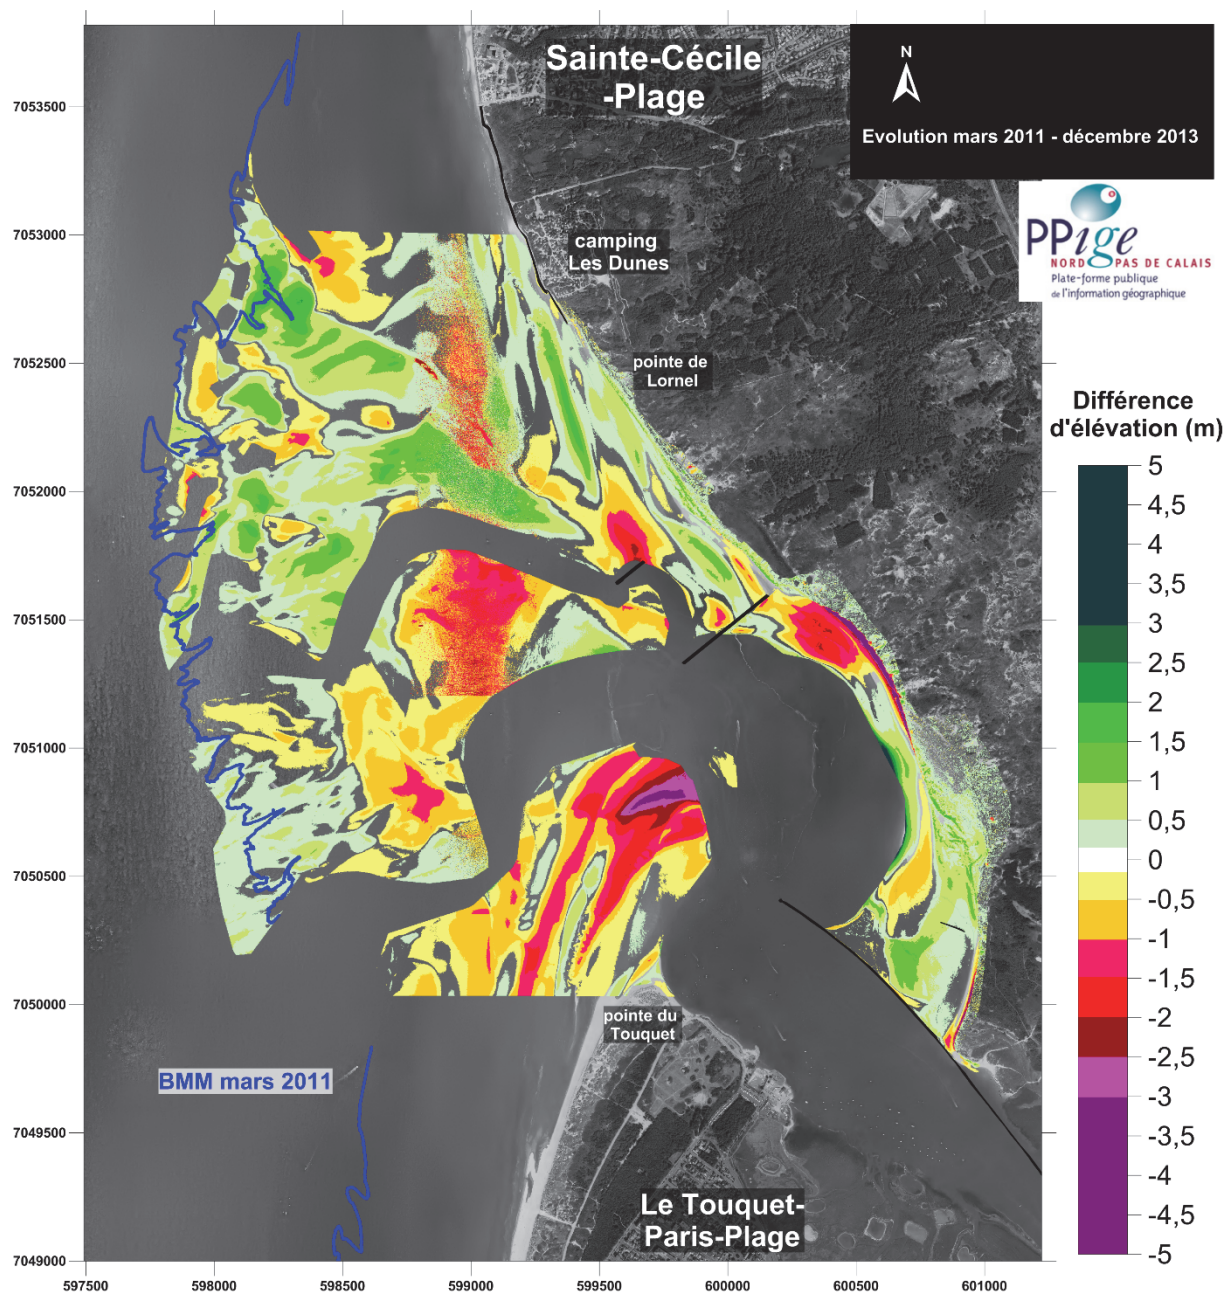 Sainte-Cécile
-Plage
N
Evolution mars 2011 - décembre 2013
PPige
NORD PAS DE CALAIS
Plate-forme publique
de l'information géographique
camping
Les Dunes
pointe de
Lornel
Différence
d'élévation (m)
5
4,5
4
3,5
3
2,5
2
1,5
1
0,5
0
-0,5
-1
-1,5
-2
-2,5
-3
-3,5
-4
-4,5
-5
pointe du
Touquet
BMM mars 2011
Le Touquet-
Paris-Plage
7053500
7053000
7052500
7052000
7051500
7051000
7050500
7050000
7049500
7049000
597500
598000
598500
599000
599500
600000
600500
601000